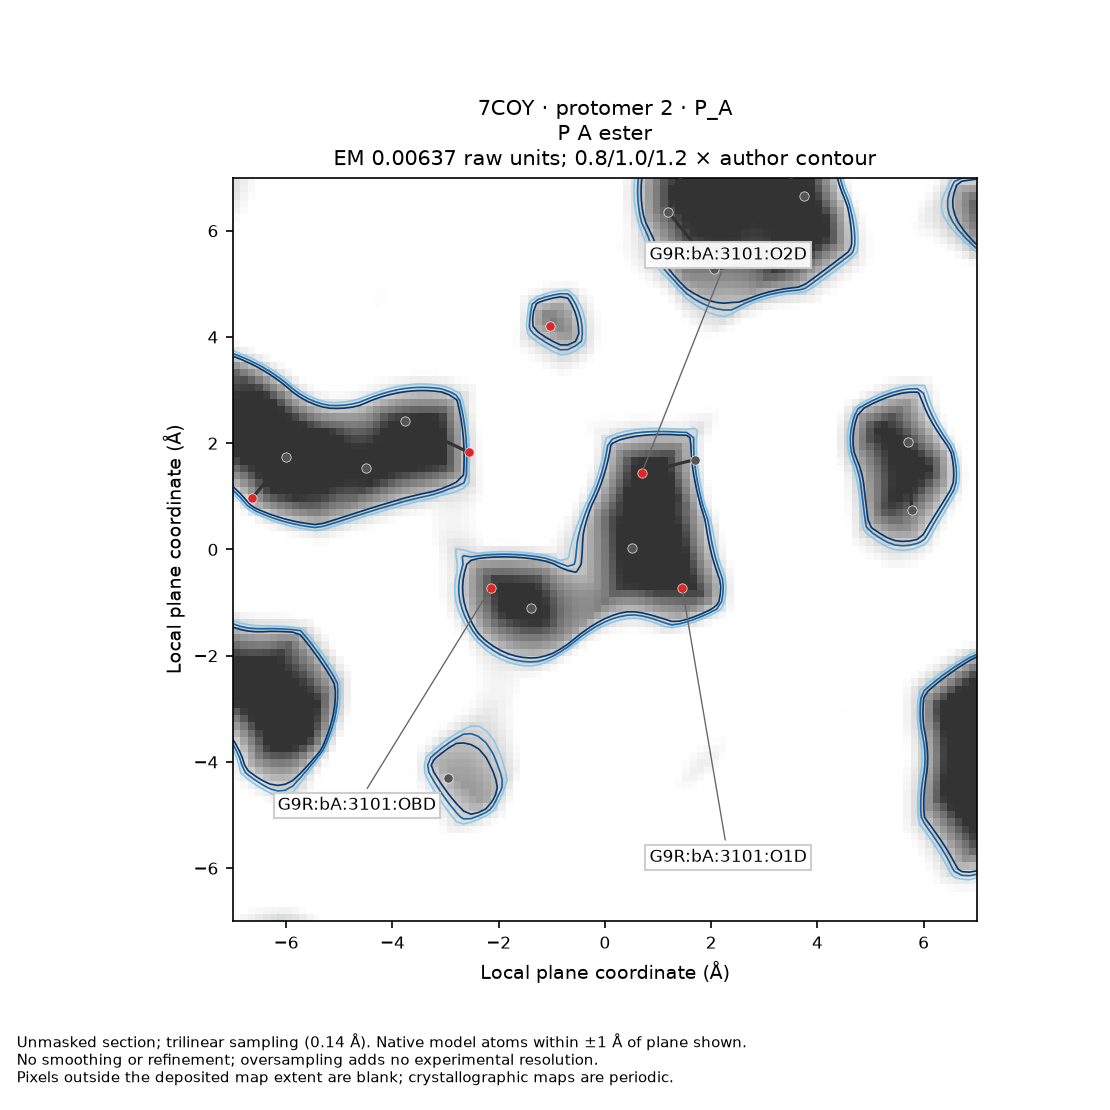 7COY · protomer 2 · P_A
P A ester
EM 0.00637 raw units; 0.8/1.0/1.2 × author contour
G9R:bA:3101:O2D
G9R:bA:3101:OBD
G9R:bA:3101:O1D
6
4
2
0
−2
−4
−6
Local plane coordinate (Å)
−6
−4
−2
0
2
4
6
Local plane coordinate (Å)
Unmasked section; trilinear sampling (0.14 Å). Native model atoms within ±1 Å of plane shown.
No smoothing or refinement; oversampling adds no experimental resolution.
Pixels outside the deposited map extent are blank; crystallographic maps are periodic.